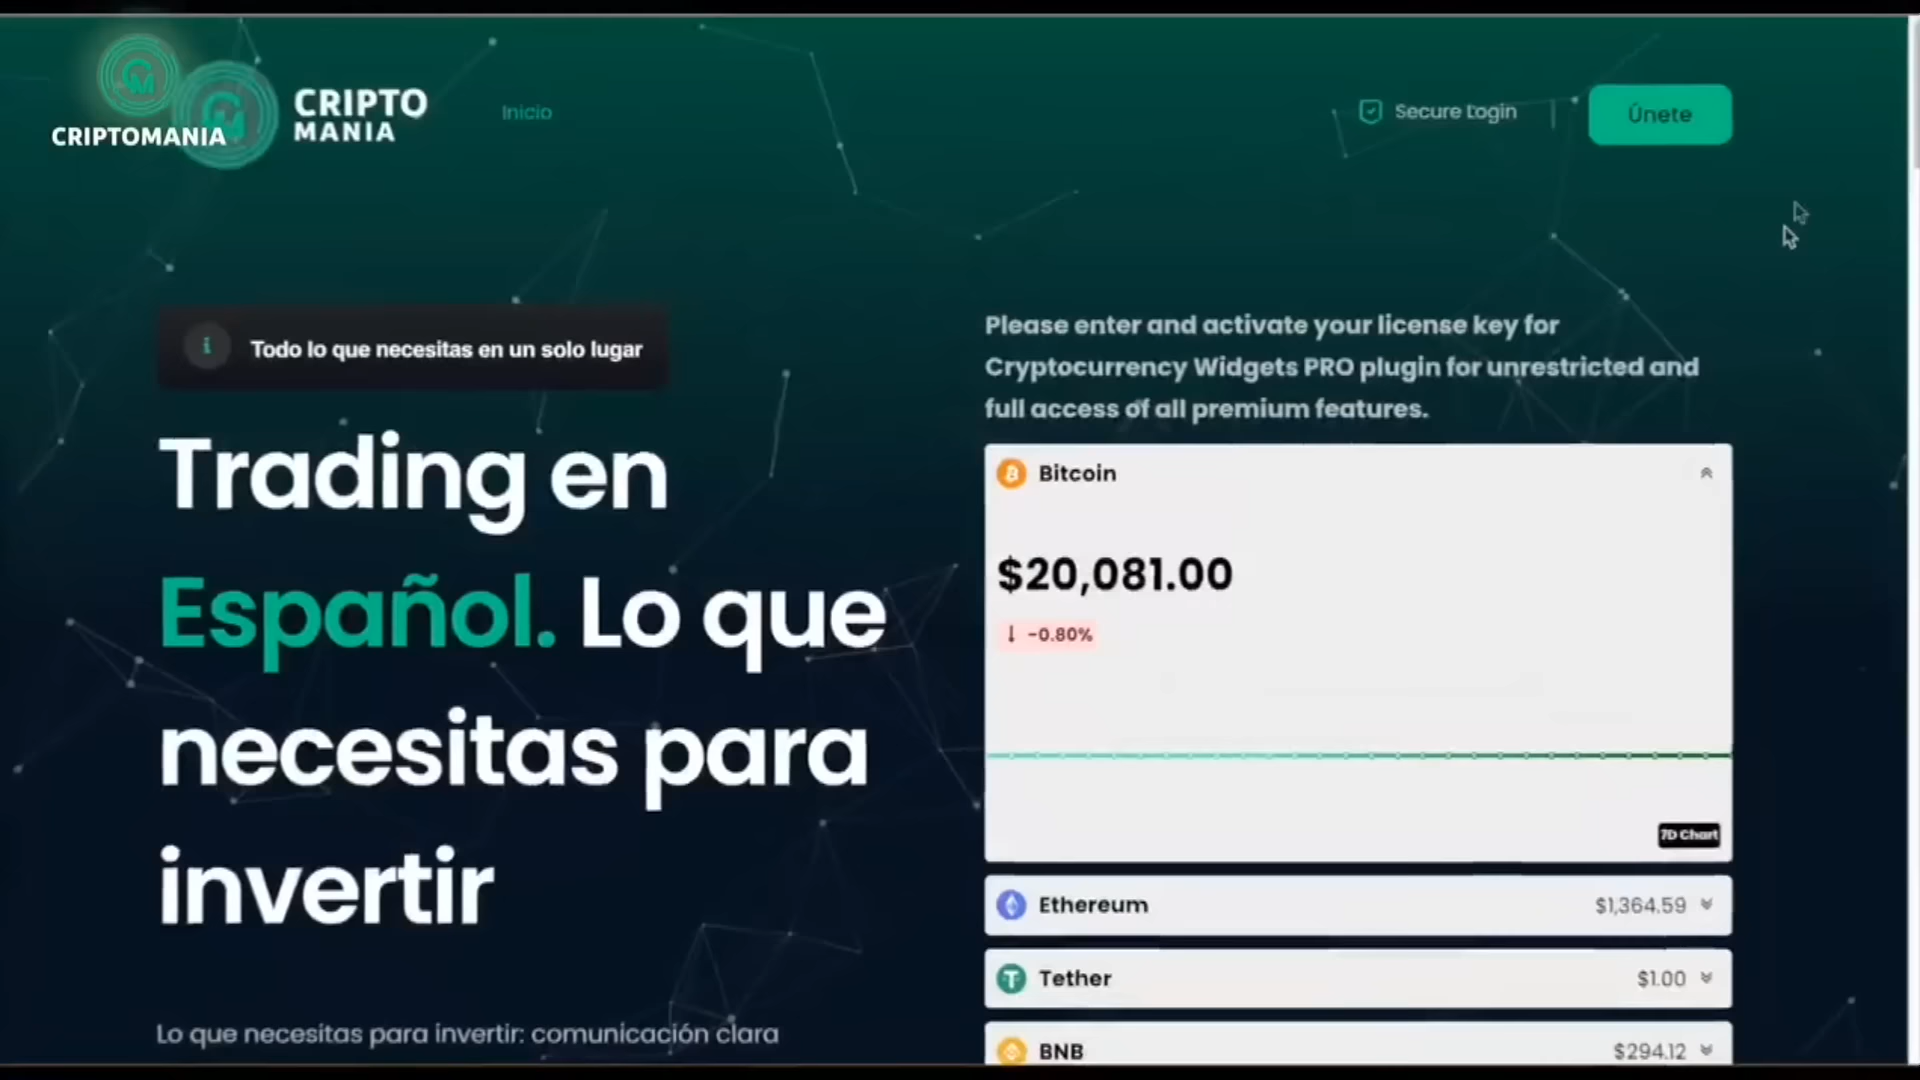 CRIPTOMANIA
CRIPTO
MANIA
Inicio
Secure Login
Únete
Todo lo que necesitas en un solo lugar
Trading en
Español. Lo que
necesitas para
invertir
Lo que necesitas para invertir: comunicación clara
Please enter and activate your license key for
Cryptocurrency Widgets PRO plugin for unrestricted and
full access of all premium features.
Bitcoin
$20,081.00
↓ -0.80%
7D Chart
Ethereum $1,364.59
Tether $1.00
BNB $294.12